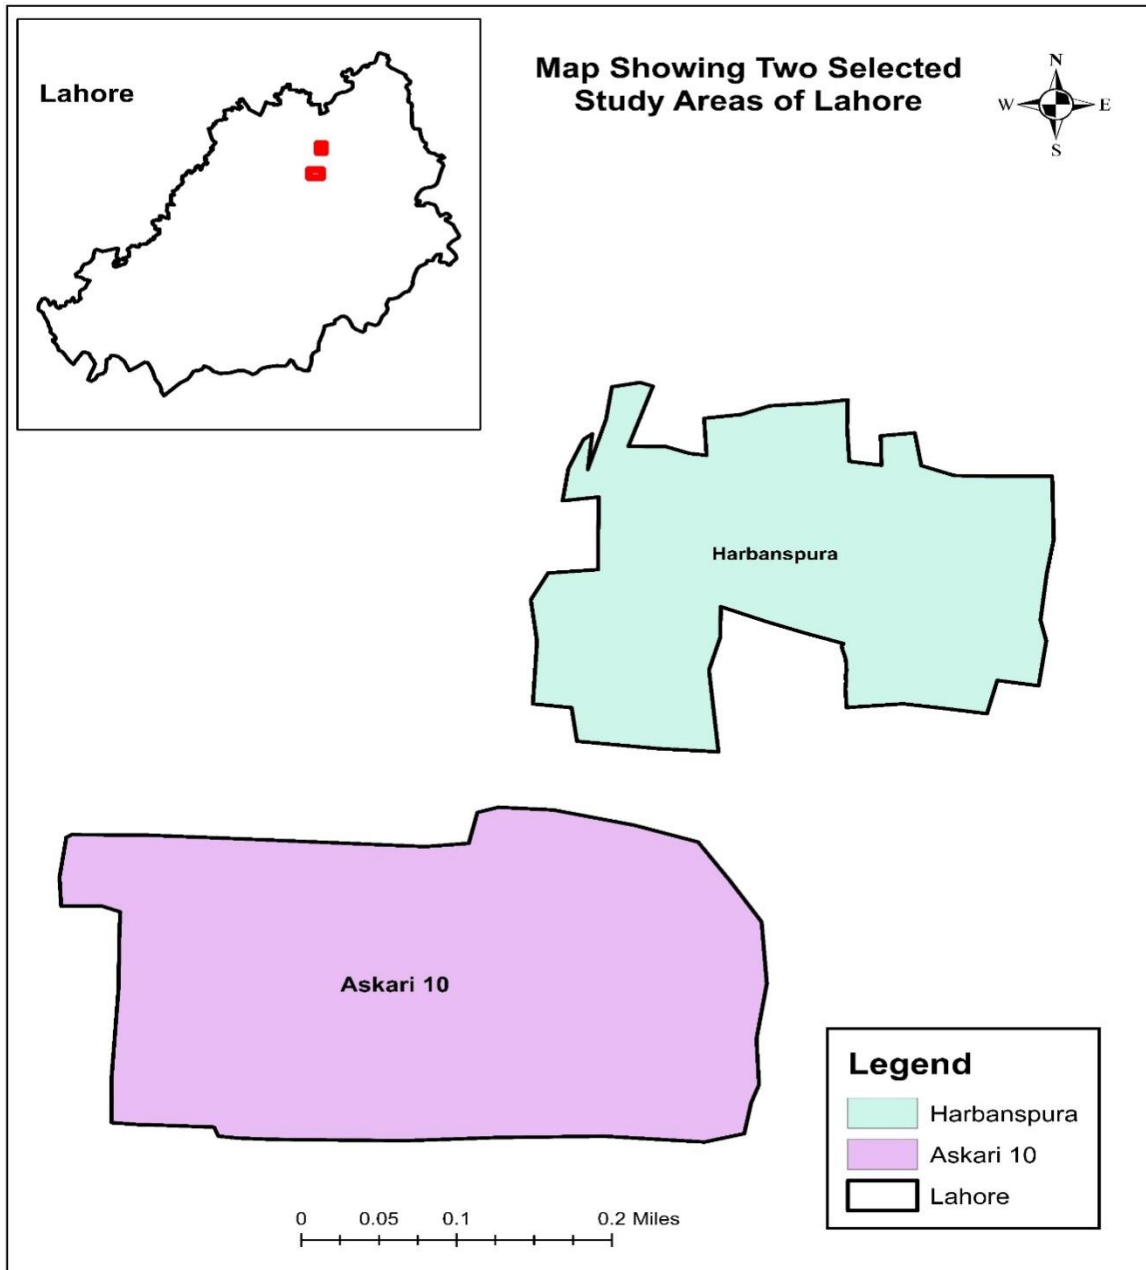 Lahore
Map Showing Two Selected
Study Areas of Lahore
N
W E
S
Harbanspura
Askari 10
Legend
Harbanspura
Askari 10
Lahore
0 0.05 0.1 0.2 Miles